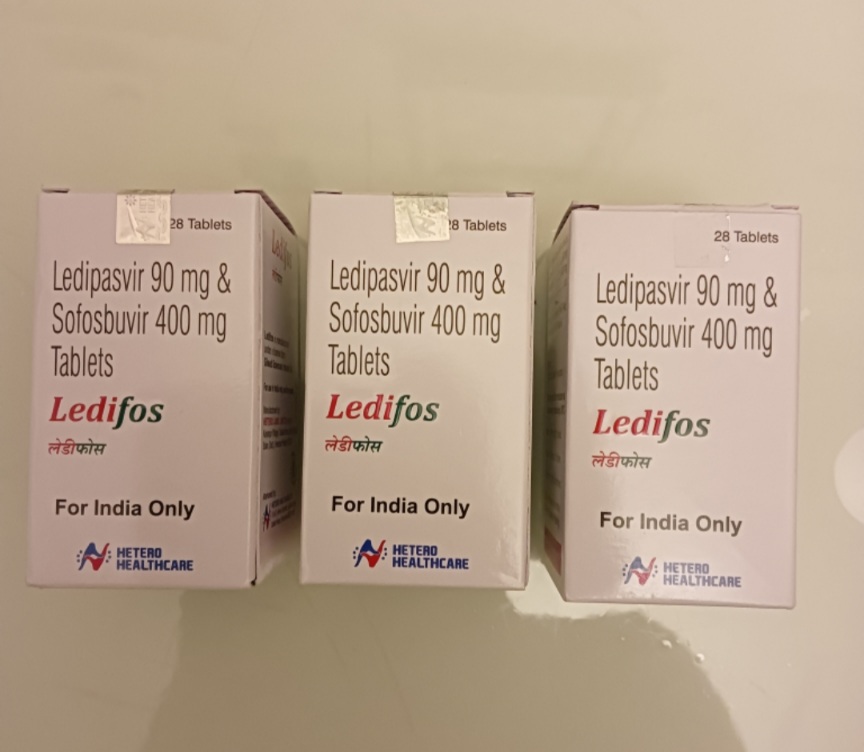 28 Tablets
Ledipasvir 90 mg &
Sofosbuvir 400 mg
Tablets
Ledifos
लेडीफोस
For India Only
HETERO
HEALTHCARE
28 Tablets
Ledipasvir 90 mg &
Sofosbuvir 400 mg
Tablets
Ledifos
लेडीफोस
For India Only
HETERO
HEALTHCARE
28 Tablets
Ledipasvir 90 mg &
Sofosbuvir 400 mg
Tablets
Ledifos
लेडीफोस
For India Only
HETERO
HEALTHCARE